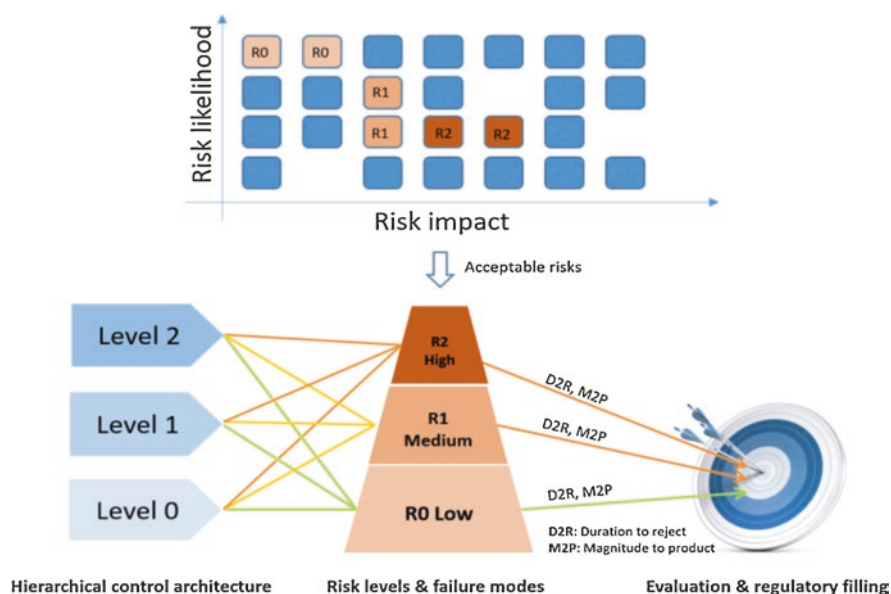 Risk likelihood
R0 R0
R1
R1 R2 R2
Risk impact
Acceptable risks
Level 2
Level 1
Level 0
R2
High
R1
Medium
R0 Low
D2R, M2P
D2R, M2P
D2R, M2P
D2R: Duration to reject
M2P: Magnitude to product
Hierarchical control architecture
Risk levels & failure modes
Evaluation & regulatory filling